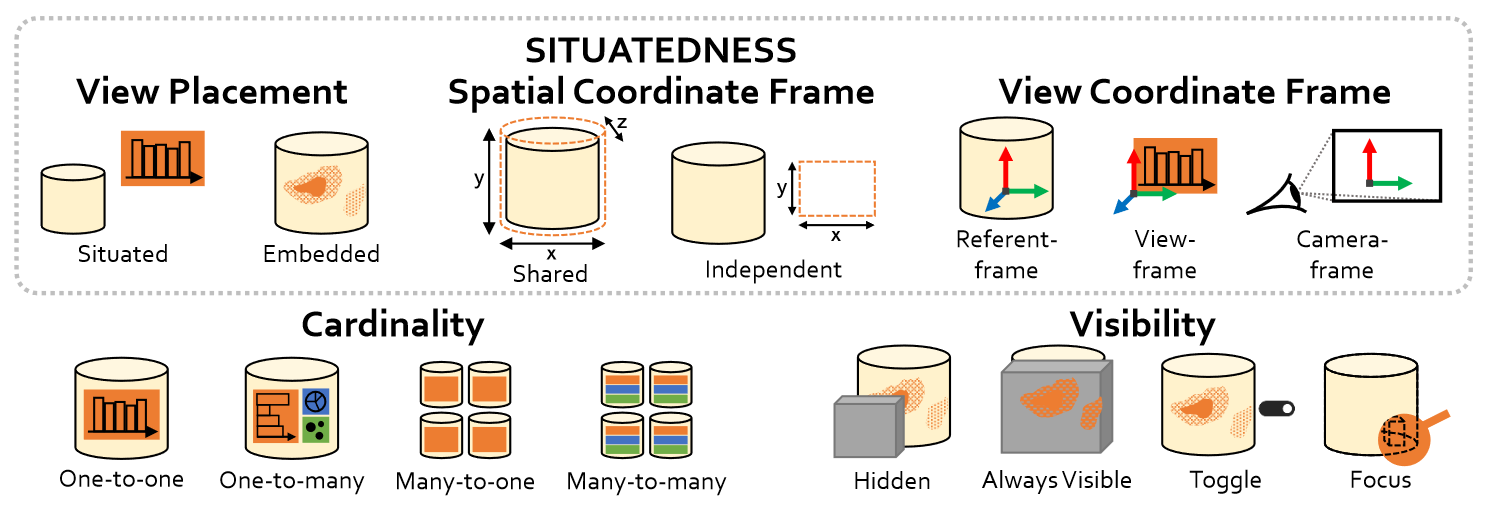 SITUATEDNESS
View Placement
Spatial Coordinate Frame
View Coordinate Frame
Situated
Embedded
y
x
z
Shared
y
x
Independent
Referent-
frame
View-
frame
Camera-
frame
Cardinality
Visibility
One-to-one
One-to-many
Many-to-one
Many-to-many
Hidden
Always Visible
Toggle
Focus